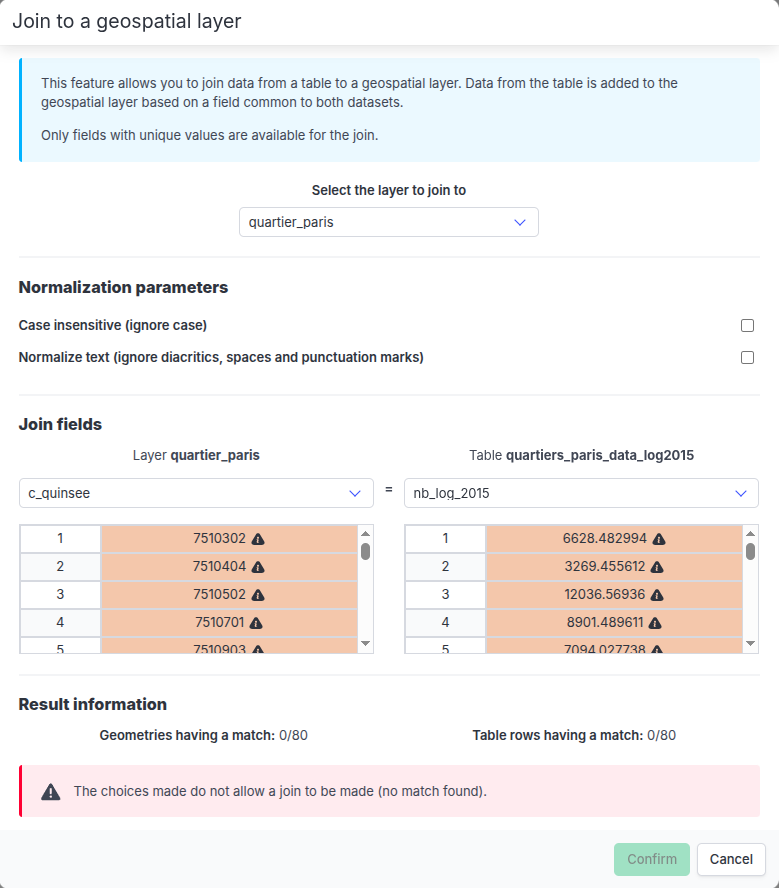 Join to a geospatial layer
This feature allows you to join data from a table to a geospatial layer. Data from the table is added to the
geospatial layer based on a field common to both datasets.
Only fields with unique values are available for the join.
Select the layer to join to
quartier_paris
Normalization parameters
Case insensitive (ignore case)
Normalize text (ignore diacritics, spaces and punctuation marks)
Join fields
Layer quartier_paris
Table quartiers_paris_data_log2015
c_quinsee = nb_log_2015
1 7510302 1 6628.482994
2 7510404 2 3269.455612
3 7510502 3 12036.56936
4 7510701 4 8901.489611
5 7510903 5 7094.027738
Result information
Geometries having a match: 0/80 Table rows having a match: 0/80
The choices made do not allow a join to be made (no match found).
Confirm Cancel